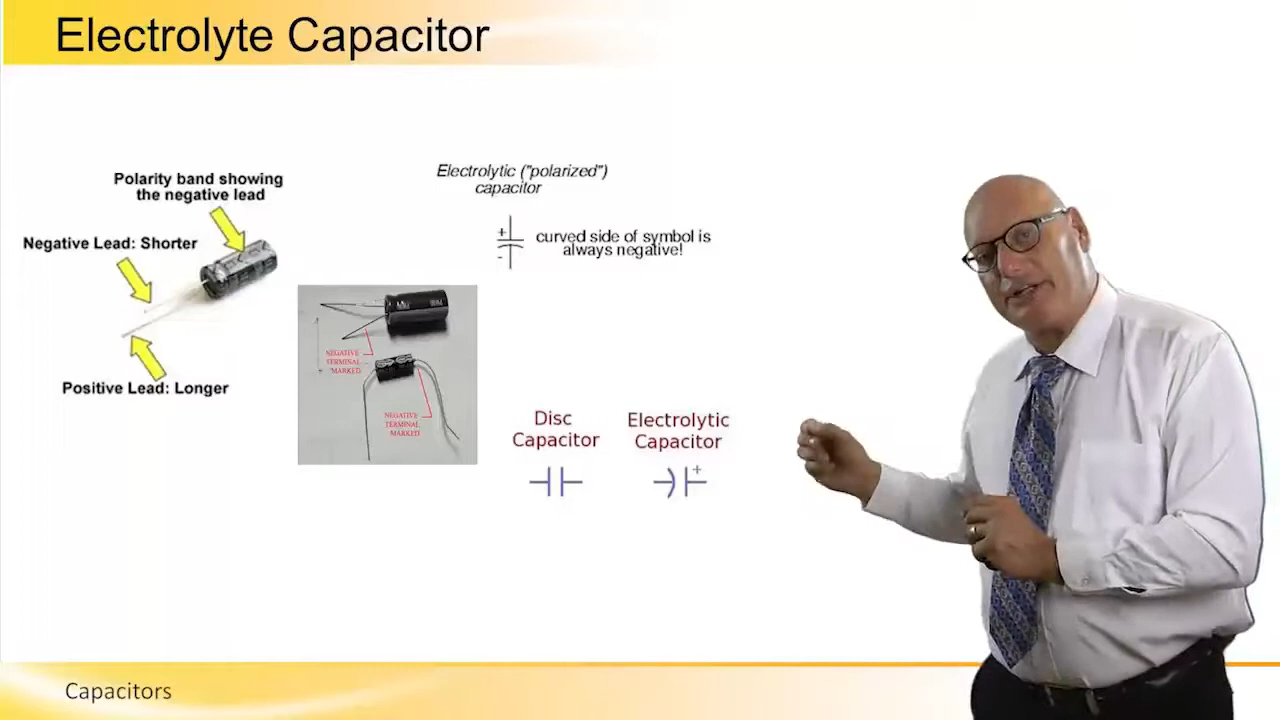 Electrolyte Capacitor
Polarity band showing
the negative lead
Negative Lead: Shorter
Positive Lead: Longer
Electrolytic ("polarized")
capacitor
+
curved side of symbol is
always negative!
-
NEGATIVE
TERMINAL
MARKED
NEGATIVE
TERMINAL
MARKED
Disc
Capacitor
Electrolytic
Capacitor
+
Capacitors